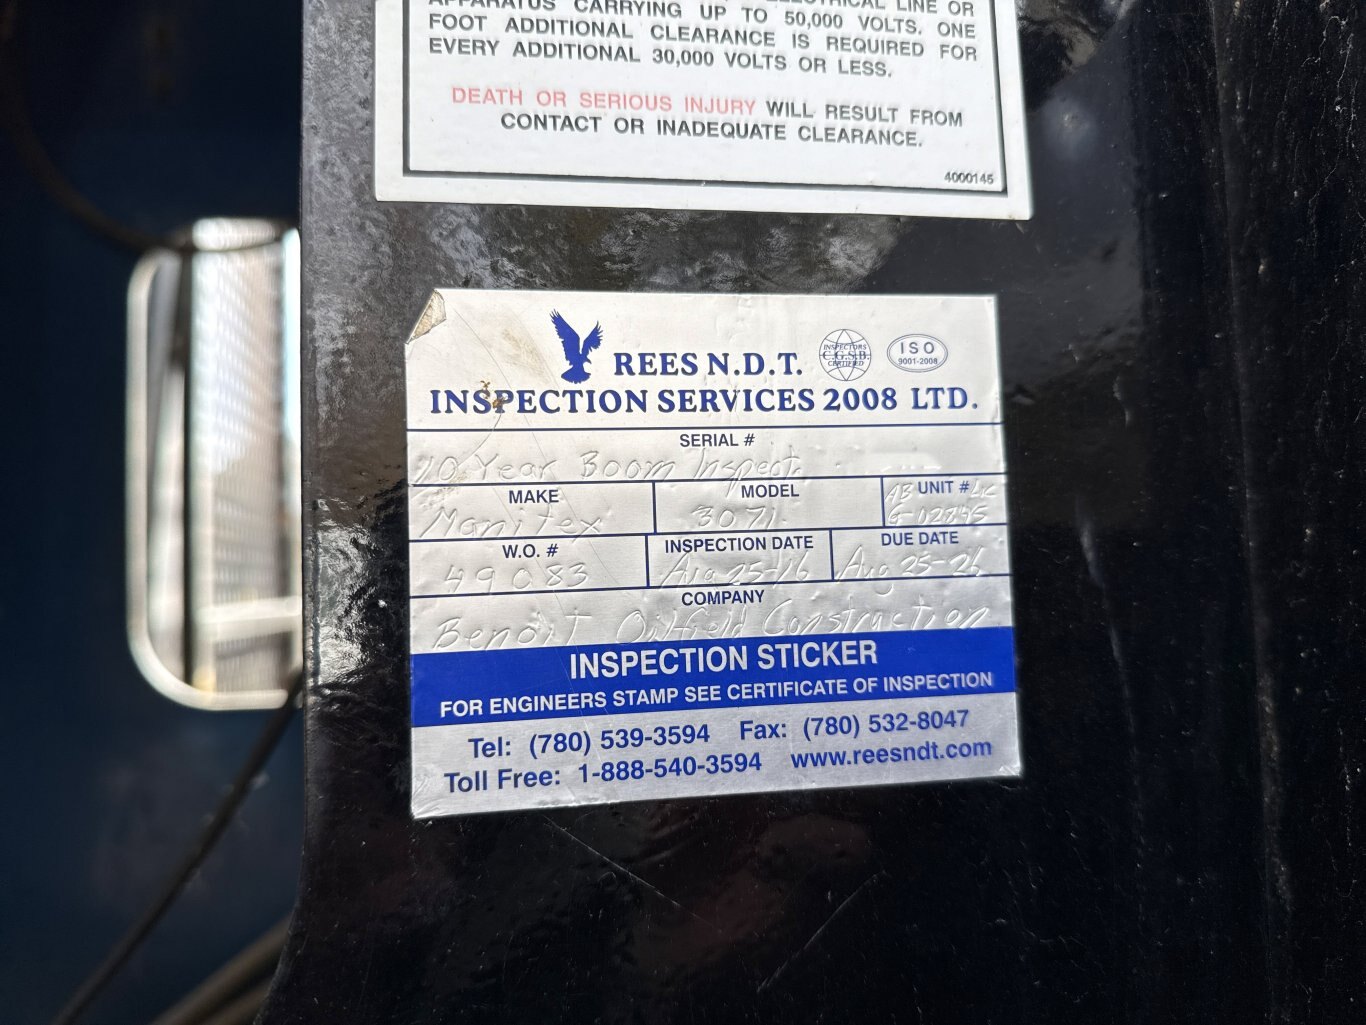 APPARATUS CARRYING UP TO 50,000 VOLTS. ONE
FOOT ADDITIONAL CLEARANCE IS REQUIRED FOR
EVERY ADDITIONAL 30,000 VOLTS OR LESS.
DEATH OR SERIOUS INJURY WILL RESULT FROM
CONTACT OR INADEQUATE CLEARANCE.
4000145
REES N.D.T.
INSPECTORS
C.G.S.B.
CERTIFIED
ISO
9001-2008
INSPECTION SERVICES 2008 LTD.
SERIAL #
10 Year Boom Inspect.
MAKE
Manitex
MODEL
3071
UNIT # Lic
AB
W.O. #
49083
INSPECTION DATE
25-16
DUE DATE
Aug 25-26
COMPANY
Benoit Oilfield Construction
INSPECTION STICKER
FOR ENGINEERS STAMP SEE CERTIFICATE OF INSPECTION
Tel: (780) 539-3594 Fax: (780) 532-8047
Toll Free: 1-888-540-3594 www.reesndt.com